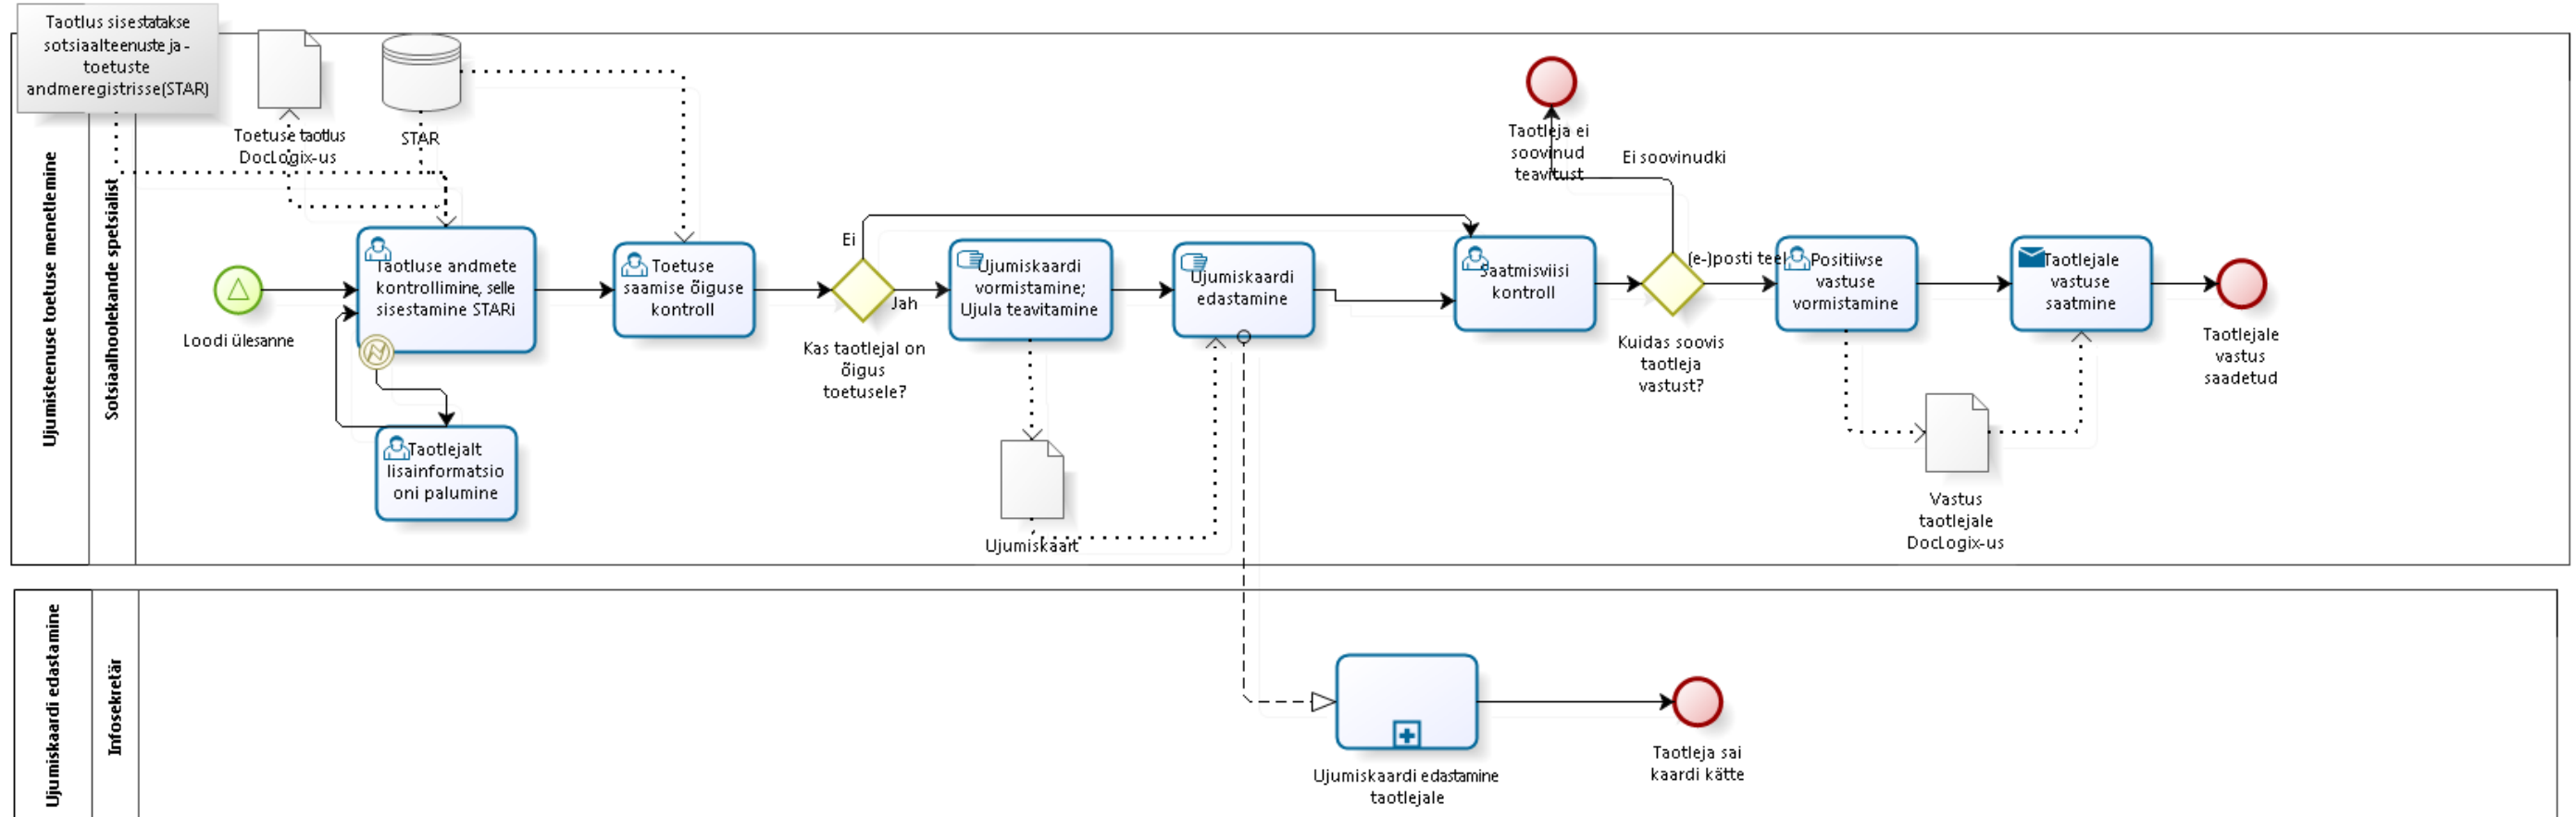 Taotlus sisestatakse
sotsiaalteenuste ja -
toetuste
andmeregistrisse(STAR)
Ujumisteenuse toetuse menetlemine
Sotsiaalhoolekande spetsialist
Toetuse taotlus
DocLogix-us
STAR
Loodi ülesanne
Taotluse andmete
kontrollimine, selle
sisestamine STARi
Taotlejalt
lisainformatsio
oni palumine
Toetuse
saamise õiguse
kontroll
Ei
Jah
Kas taotlejal on
õigus
toetusele?
Ujumiskaardi
vormistamine;
Ujula teavitamine
Ujumiskaart
Ujumiskaardi
edastamine
Saatmisviisi
kontroll
Taotleja ei
soovinud
teavitust
Ei soovinudki
(e-)posti teel
Kuidas soovis
taotleja
vastust?
Positiivse
vastuse
vormistamine
Vastus
taotlejale
DocLogix-us
Taotlejale
vastuse
saatmine
Taotlejale
vastus
saadetud
Ujumiskaardi edastamine
Infosekretär
Ujumiskaardi edastamine
taotlejale
Taotleja sai
kaardi kätte